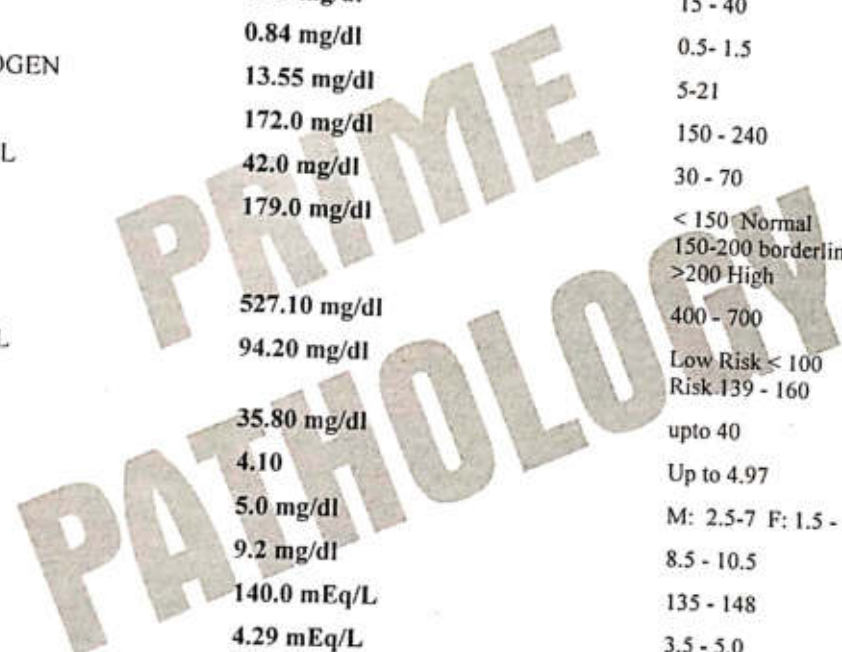 15 - 40
0.84 mg/dl 0.5- 1.5
OGEN 13.55 mg/dl 5-21
172.0 mg/dl 150 - 240
L 42.0 mg/dl 30 - 70
179.0 mg/dl < 150 Normal
150-200 borderlin
>200 High
527.10 mg/dl 400 - 700
L 94.20 mg/dl Low Risk < 100
Risk.139 - 160
35.80 mg/dl upto 40
4.10 Up to 4.97
5.0 mg/dl M: 2.5-7 F: 1.5 -
9.2 mg/dl 8.5 - 10.5
140.0 mEq/L 135 - 148
4.29 mEq/L 3.5 - 5.0
PRIME
PATHOLOGY